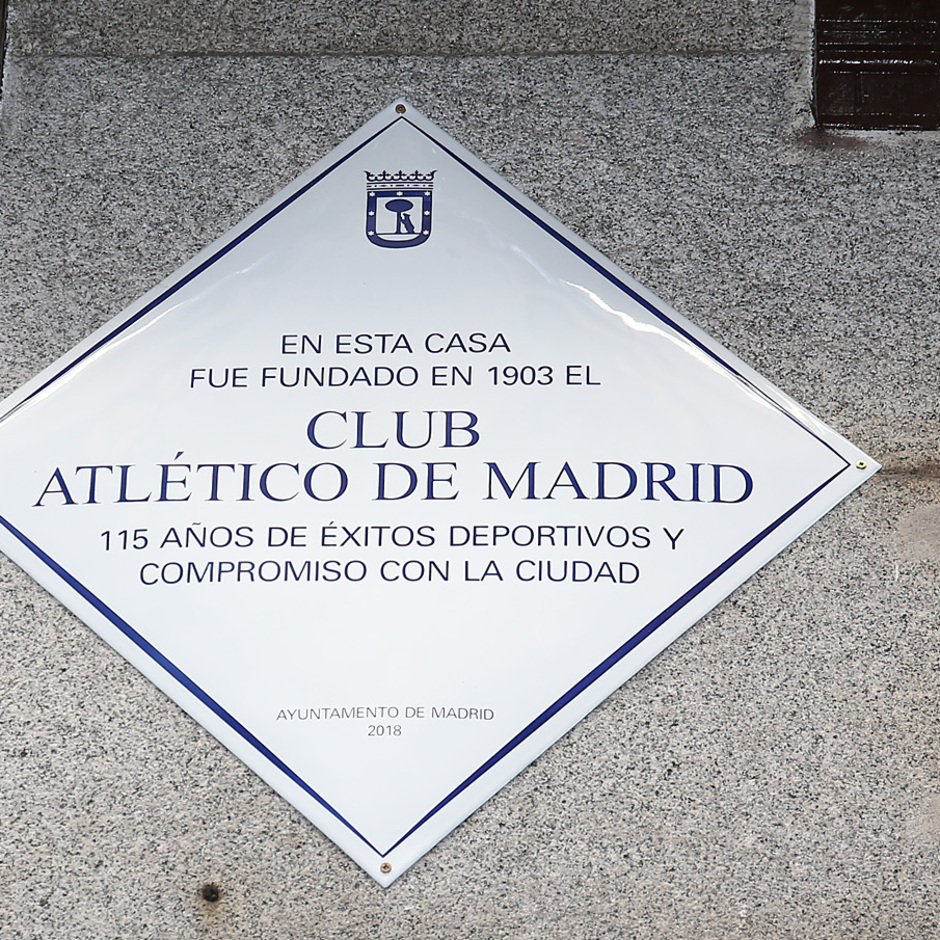 EN ESTA CASA
FUE FUNDADO EN 1903 EL
CLUB
ATLÉTICO DE MADRID
115 AÑOS DE ÉXITOS DEPORTIVOS Y
COMPROMISO CON LA CIUDAD
AYUNTAMENTO DE MADRID
2018